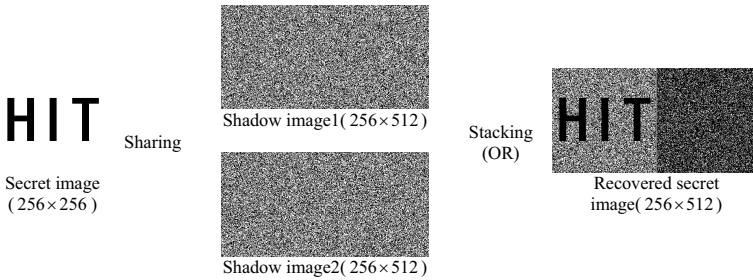 HIT
Secret image
(256×256)
Sharing
Shadow image1(256×512)
Shadow image2(256×512)
Stacking
(OR)
HIT
Recovered secret
image(256×512)